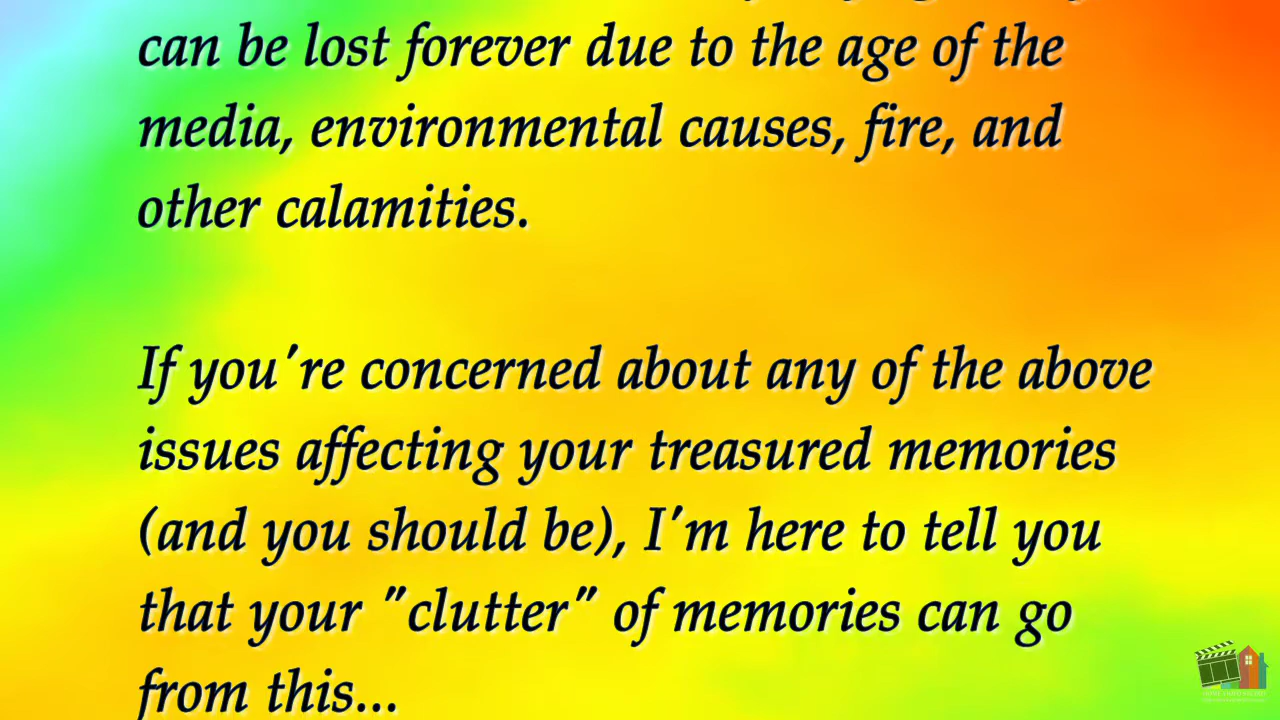 can be lost forever due to the age of the
media, environmental causes, fire, and
other calamities.
If you're concerned about any of the above
issues affecting your treasured memories
(and you should be), I'm here to tell you
that your "clutter" of memories can go
from this...